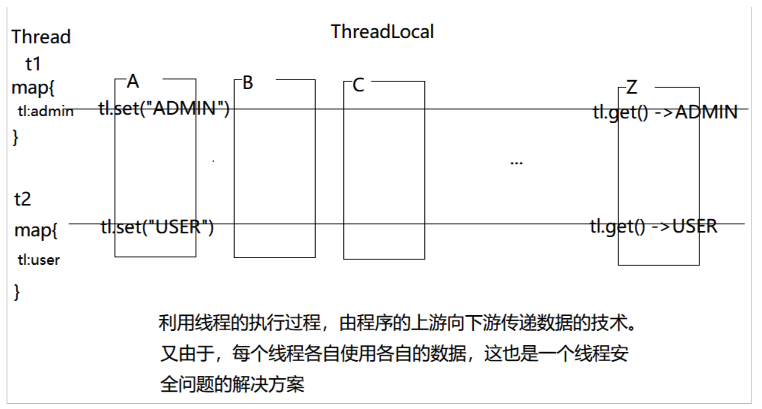 ThreadLocal
Thread
t1
map{
A
B
C
Z
tl:admin
tl.set("ADMIN")
tl.get() ->ADMIN
}
...
t2
map{
tl.set("USER")
tl.get() ->USER
tl:user
}
利用线程的执行过程，由程序的上游向下游传递数据的技术。
又由于，每个线程各自使用各自的数据，这也是一个线程安
全问题的解决方案